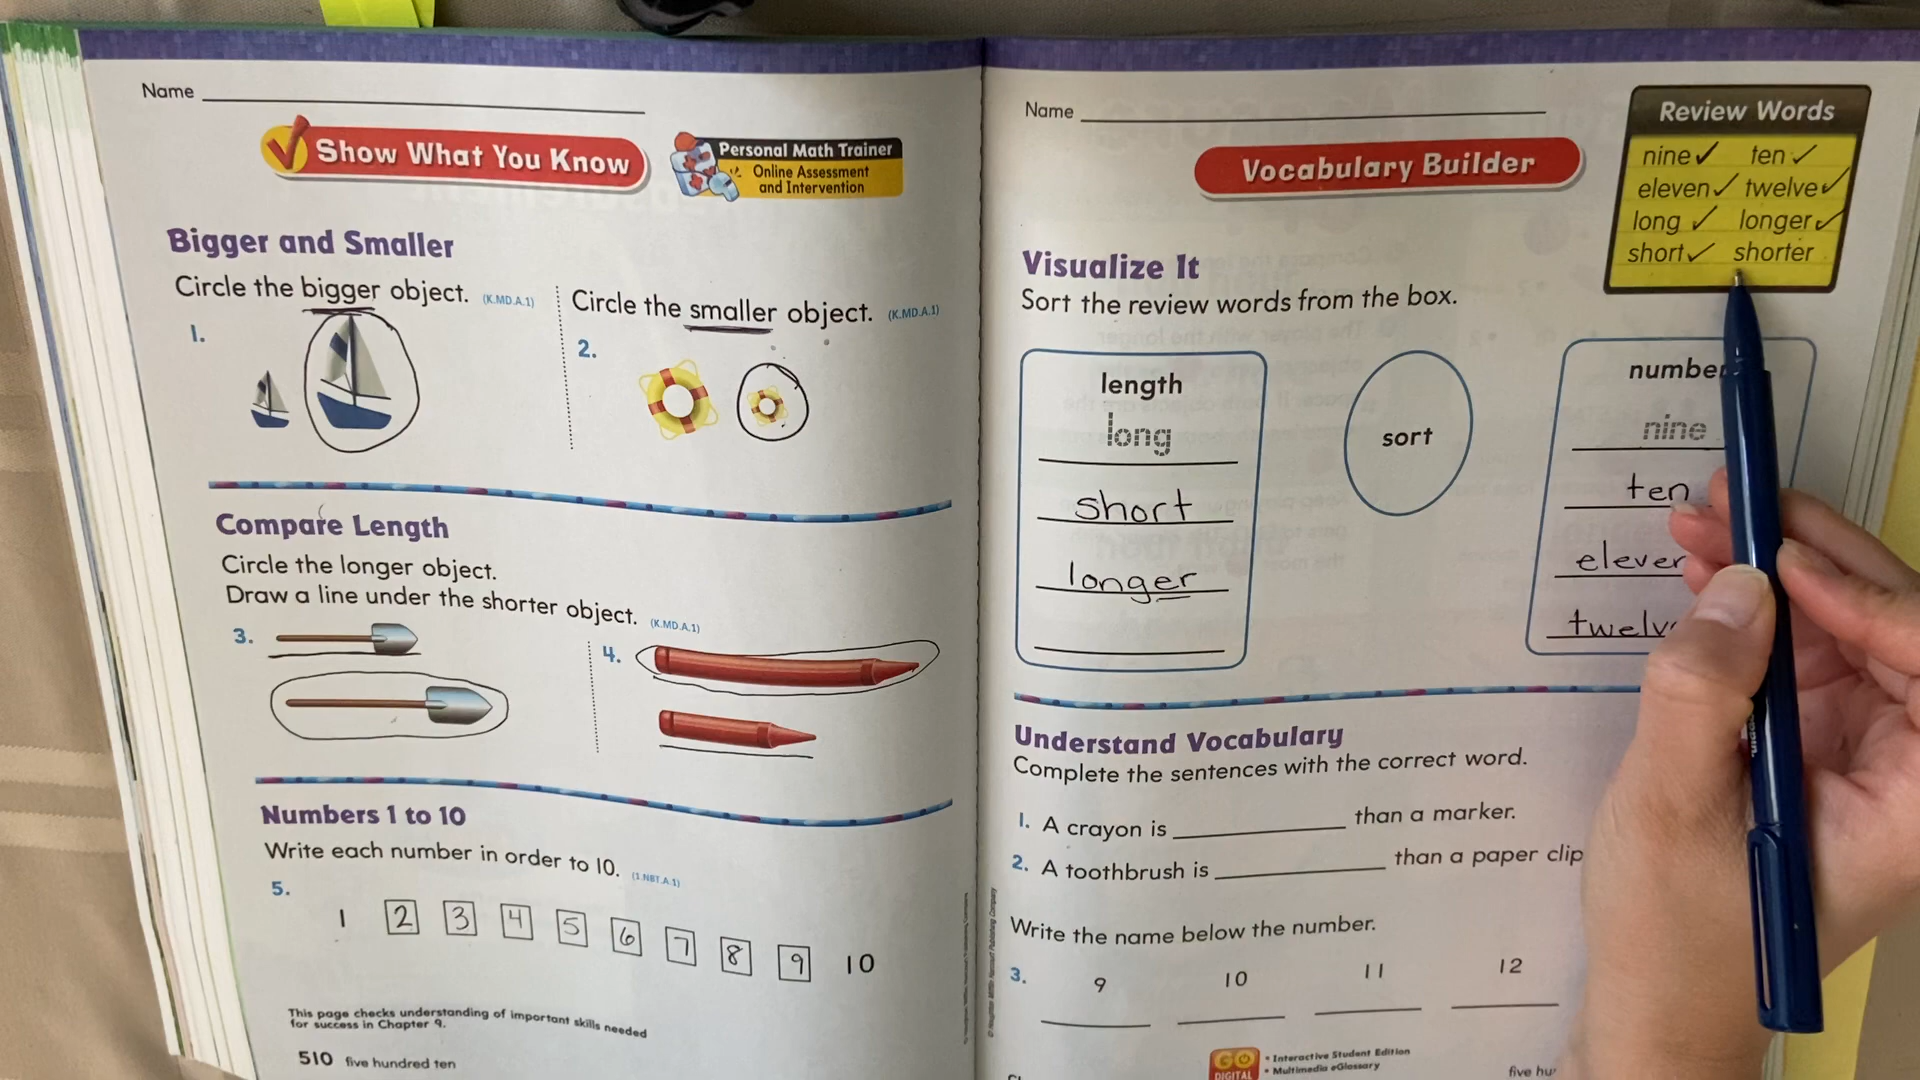 Name
Show What You Know
Personal Math Trainer
Online Assessment
and Intervention
Bigger and Smaller
Circle the bigger object. (K.MD.A.1)
1.
Circle the smaller object. (K.MD.A.1)
2.
Compare Length
Circle the longer object.
Draw a line under the shorter object. (K.MD.A.1)
3.
4.
Numbers 1 to 10
Write each number in order to 10. (1.NBT.A.1)
5.
1 2 3 4 5 6 7 8 9 10
This page checks understanding of important skills needed
for success in Chapter 9.
510 five hundred ten
Name
Vocabulary Builder
Review Words
nine✓ ten✓
eleven✓ twelve✓
long✓ longer✓
short✓ shorter
Visualize It
Sort the review words from the box.
length
long
short
longer
sort
number
nine
ten
eleven
twelv
Understand Vocabulary
Complete the sentences with the correct word.
1. A crayon is than a marker.
2. A toothbrush is than a paper clip
Write the name below the number.
3. 9 10 11 12
GO
DIGITAL
• Interactive Student Edition
• Multimedia eGlossary
five hu